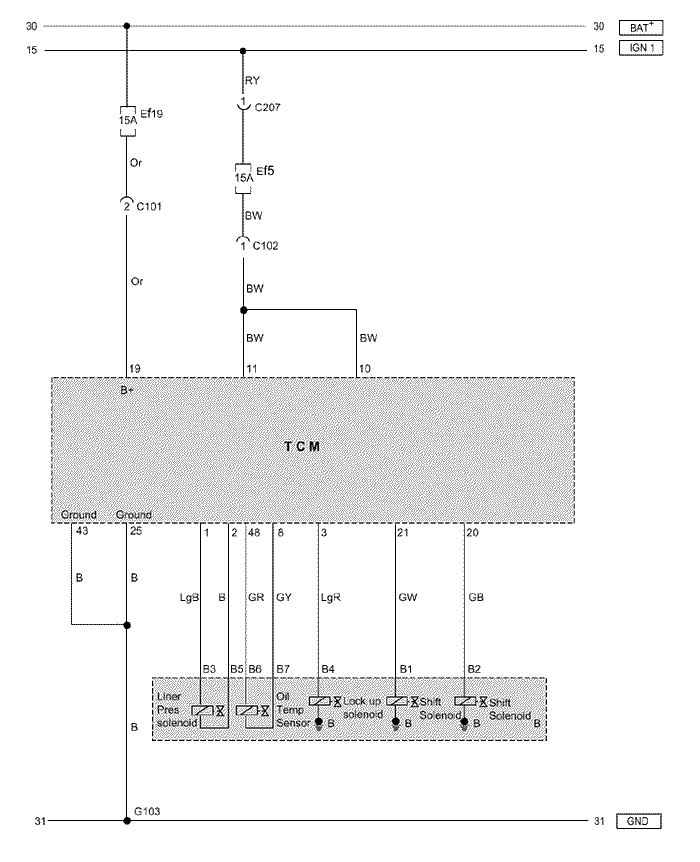 30 30 BAT+
15 15 IGN 1
RY
1 C207
15A Ef19
Or
15A Ef5
2 C101
BW
1 C102
Or
BW
BW BW
19 11 10
B+
TCM
Ground Ground
43 25 1 2 48 8 3 21 20
B B LgB B GR GY LgR GW GB
B3 B5 B6 B7 B4 B1 B2
Liner
Pres
solenoid
Oil
Temp
Sensor
Lock up
solenoid
B
Shift
Solenoid
B
Shift
Solenoid
B
B
B
G103
31 31 GND